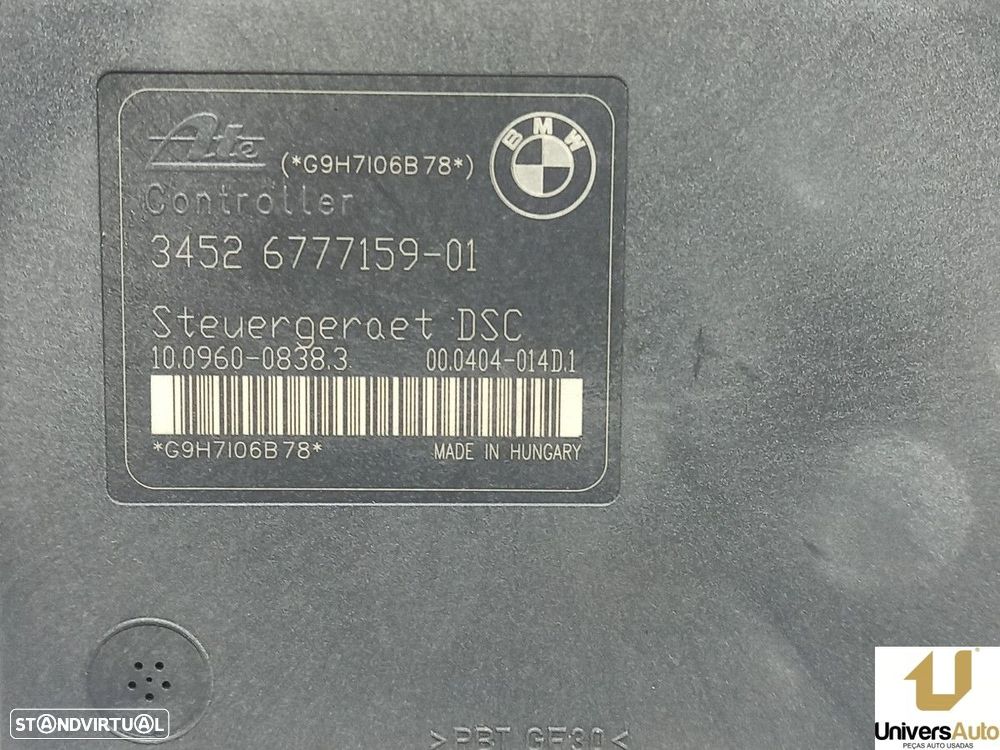 Ate
(*G9H7I06B78*)
BMW
Controller
3452 6777159-01
Steuergeraet DSC
10.0960-0838.3 00.0404-014D.1
*G9H7I06B78*
MADE IN HUNGARY
>PBT GF30<
STANDVIRTUAL
UniversAuto
PEÇAS AUTO USADAS